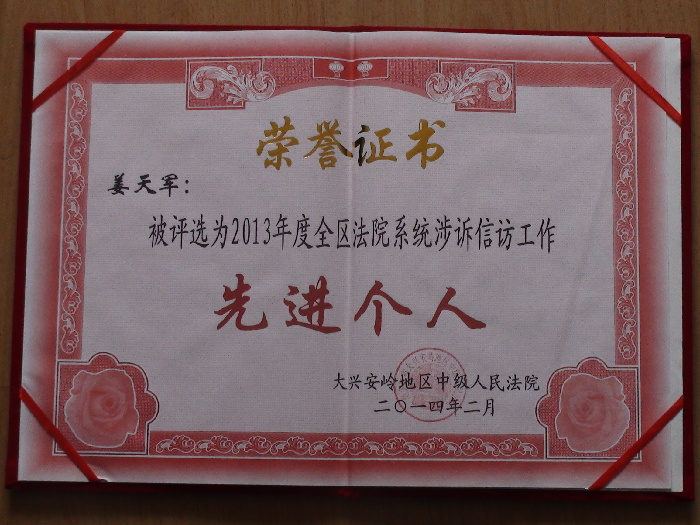 荣誉证书
姜天军：
被评选为2013年度全区法院系统涉诉信访工作
先进个人
大兴安岭地区中级人民法院
二〇一四年二月